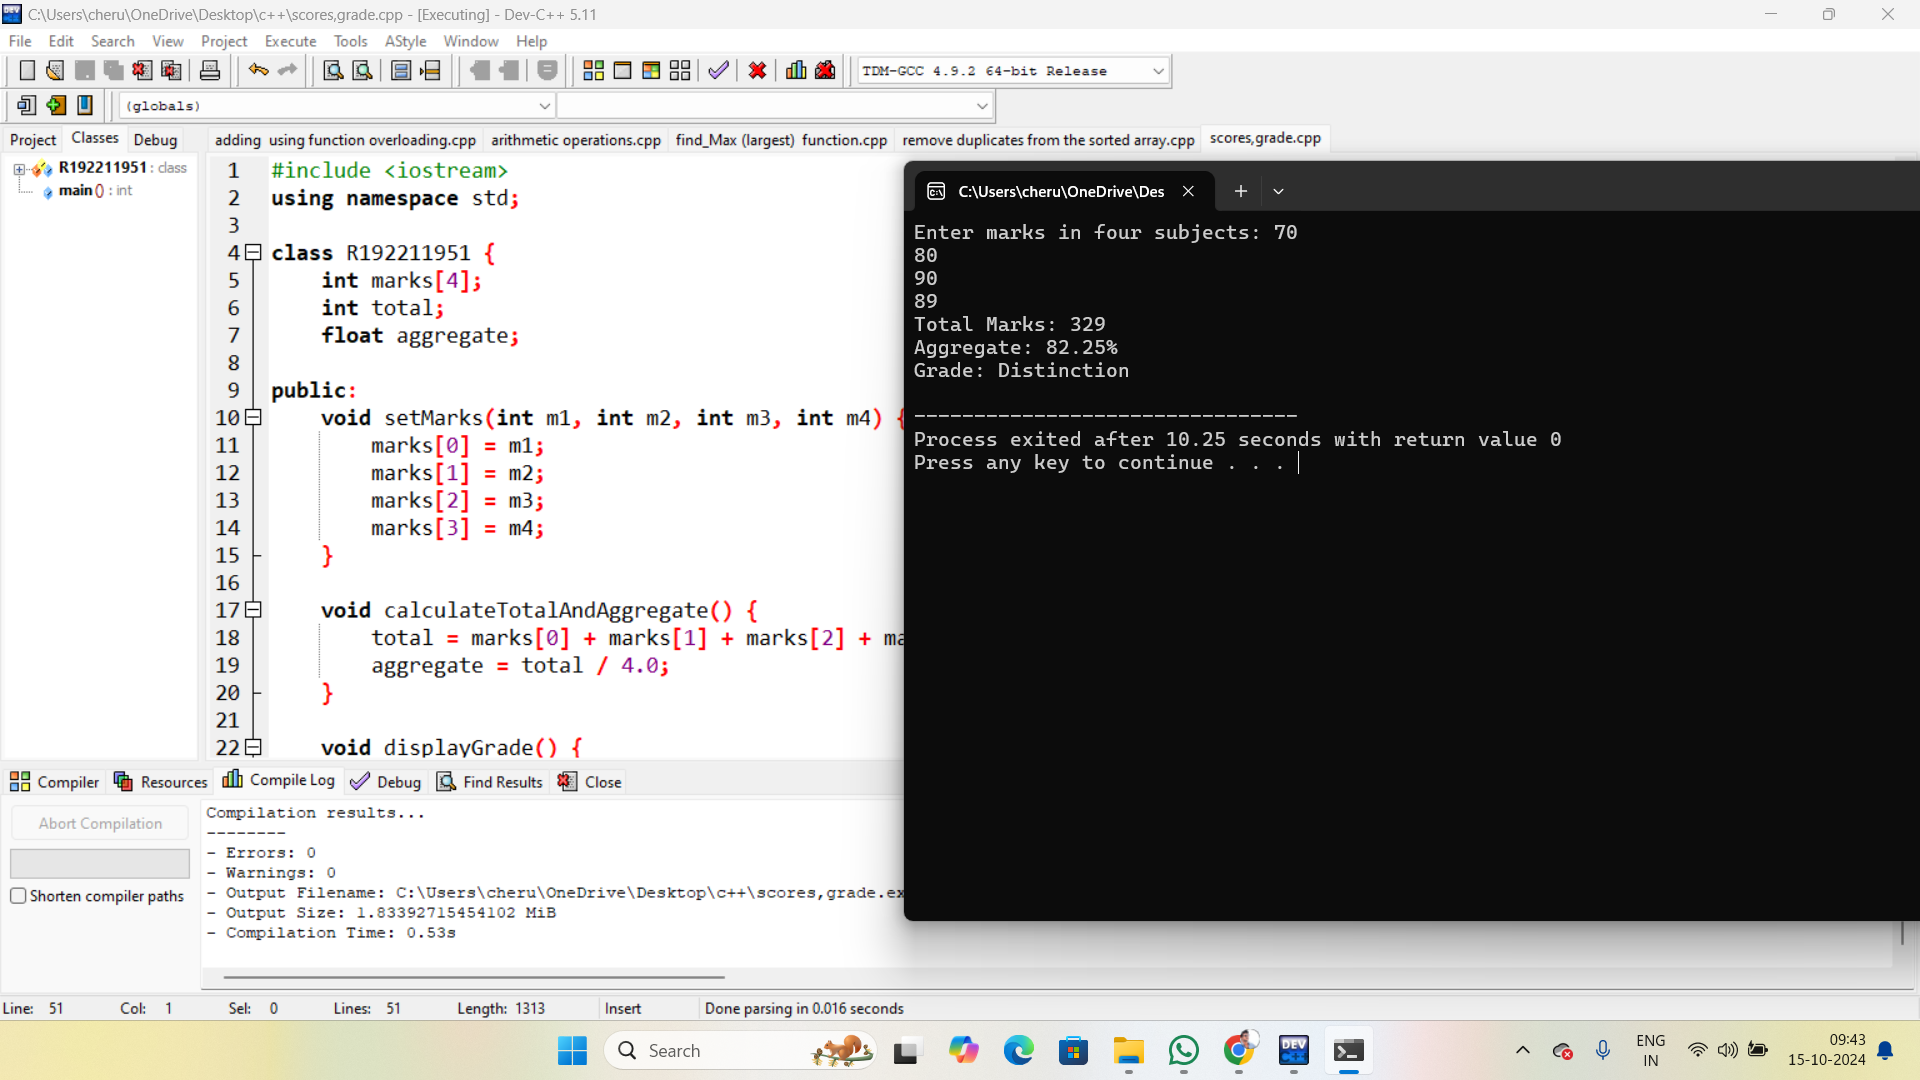 C:\Users\cheru\OneDrive\Desktop\c++\scores,grade.cpp - [Executing] - Dev-C++ 5.11
File Edit Search View Project Execute Tools AStyle Window Help
TDM-GCC 4.9.2 64-bit Release
(globals)
Project Classes Debug
adding using function overloading.cpp arithmetic operations.cpp find_Max (largest) function.cpp remove duplicates from the sorted array.cpp scores,grade.cpp
R192211951 : class
main () : int
1 #include <iostream>
2 using namespace std;
3
4 class R192211951 {
5 int marks[4];
6 int total;
7 float aggregate;
8
9 public:
10 void setMarks(int m1, int m2, int m3, int m4) {
11 marks[0] = m1;
12 marks[1] = m2;
13 marks[2] = m3;
14 marks[3] = m4;
15 }
16
17 void calculateTotalAndAggregate() {
18 total = marks[0] + marks[1] + marks[2] + ma
19 aggregate = total / 4.0;
20 }
21
22 void displayGrade() {
C:\Users\cheru\OneDrive\Des
Enter marks in four subjects: 70
80
90
89
Total Marks: 329
Aggregate: 82.25%
Grade: Distinction
--------------------------------
Process exited after 10.25 seconds with return value 0
Press any key to continue . . .
Compiler Resources Compile Log Debug Find Results Close
Abort Compilation
Shorten compiler paths
Compilation results...
--------
- Errors: 0
- Warnings: 0
- Output Filename: C:\Users\cheru\OneDrive\Desktop\c++\scores,grade.ex
- Output Size: 1.83392715454102 MiB
- Compilation Time: 0.53s
Line: 51 Col: 1 Sel: 0 Lines: 51 Length: 1313 Insert Done parsing in 0.016 seconds
Search
DEV
ENG
IN
09:43
15-10-2024